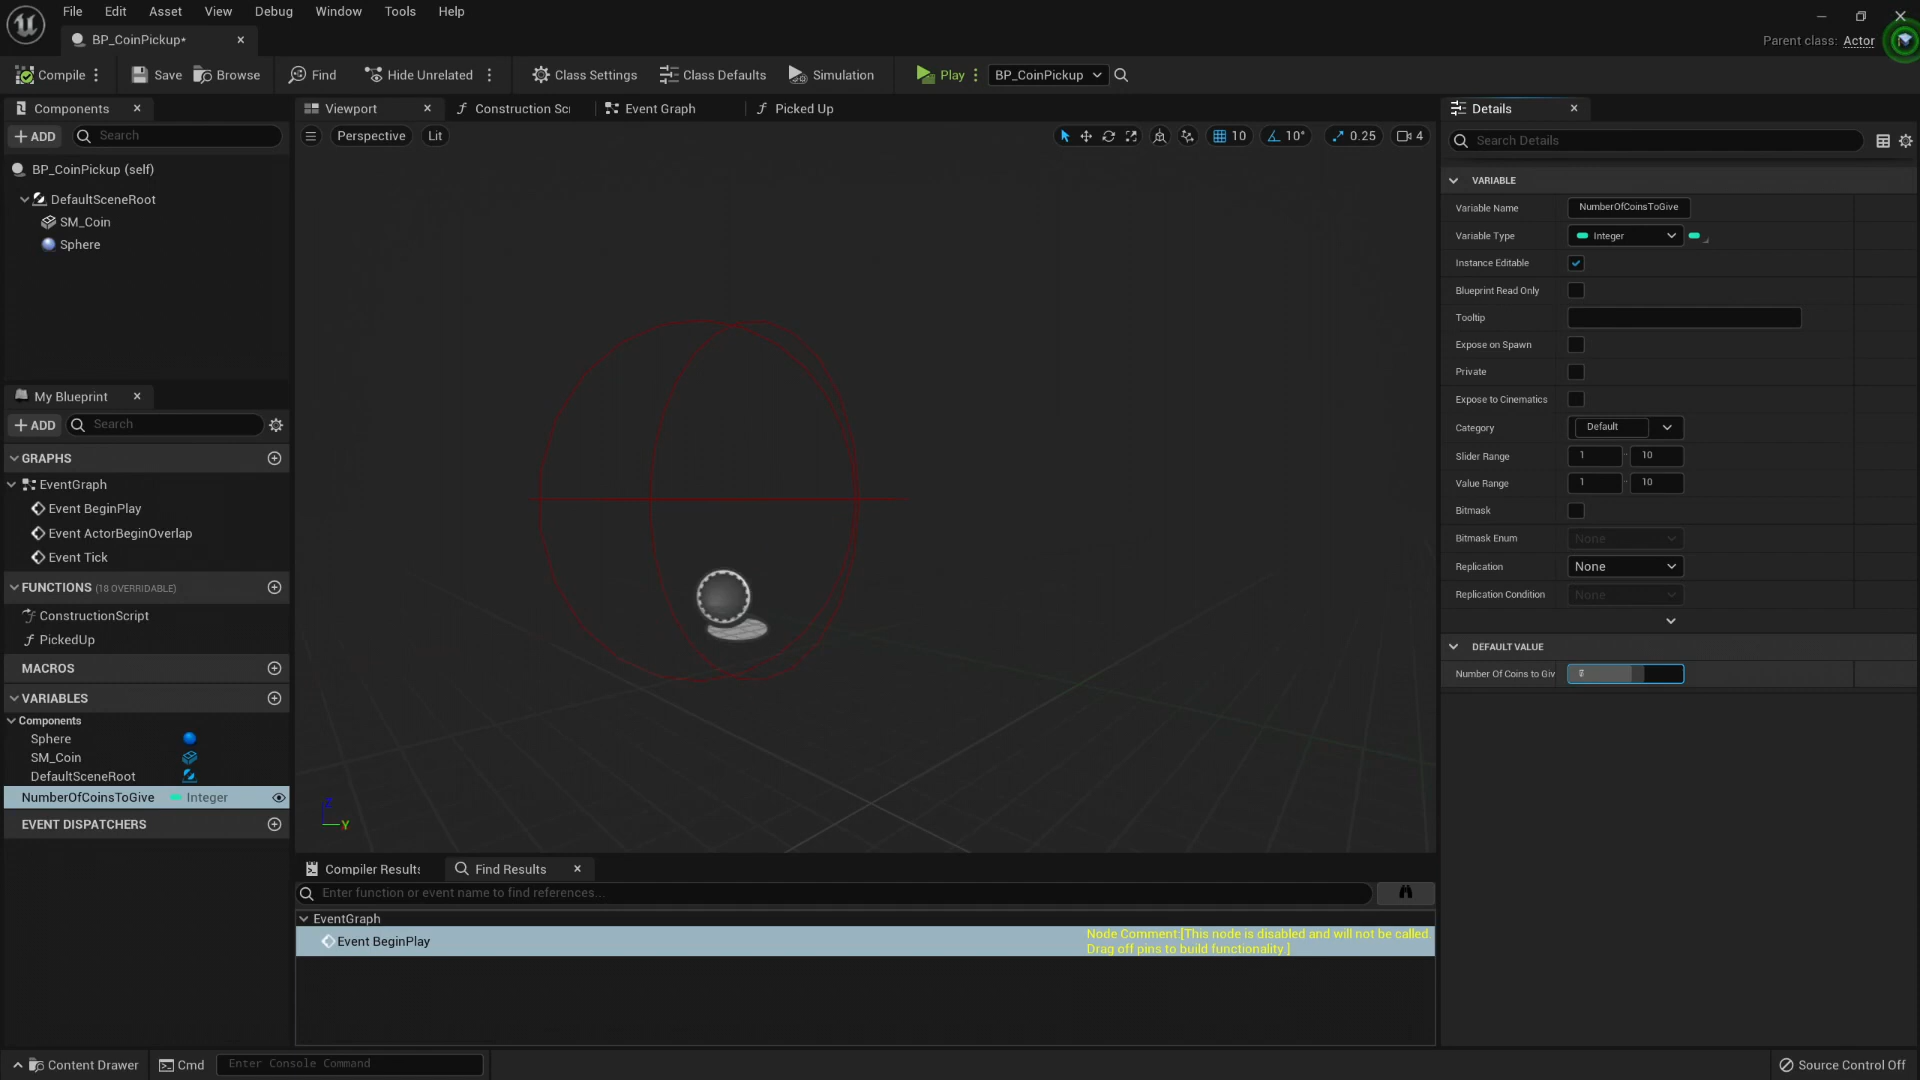 File Edit Asset View Debug Window Tools Help
BP_CoinPickup*
Parent class: Actor
Compile Save Browse Find Hide Unrelated Class Settings Class Defaults Simulation Play BP_CoinPickup
Components
ADD Search
BP_CoinPickup (self)
DefaultSceneRoot
SM_Coin
Sphere
My Blueprint
ADD Search
GRAPHS
EventGraph
Event BeginPlay
Event ActorBeginOverlap
Event Tick
FUNCTIONS (18 OVERRIDABLE)
ConstructionScript
PickedUp
MACROS
VARIABLES
Components
Sphere
SM_Coin
DefaultSceneRoot
NumberOfCoinsToGive Integer
EVENT DISPATCHERS
Viewport Construction Scr Event Graph Picked Up
Perspective Lit 10 10° 0.25 4
Z
Y
Compiler Results Find Results
Enter function or event name to find references...
EventGraph
Event BeginPlay
Node Comment:[This node is disabled and will not be called.
Drag off pins to build functionality.]
Details
Search Details
VARIABLE
Variable Name NumberOfCoinsToGive
Variable Type Integer
Instance Editable
Blueprint Read Only
Tooltip
Expose on Spawn
Private
Expose to Cinematics
Category Default
Slider Range 1 10
Value Range 1 10
Bitmask
Bitmask Enum None
Replication None
Replication Condition None
DEFAULT VALUE
Number Of Coins to Giv
Content Drawer Cmd Enter Console Command Source Control Off